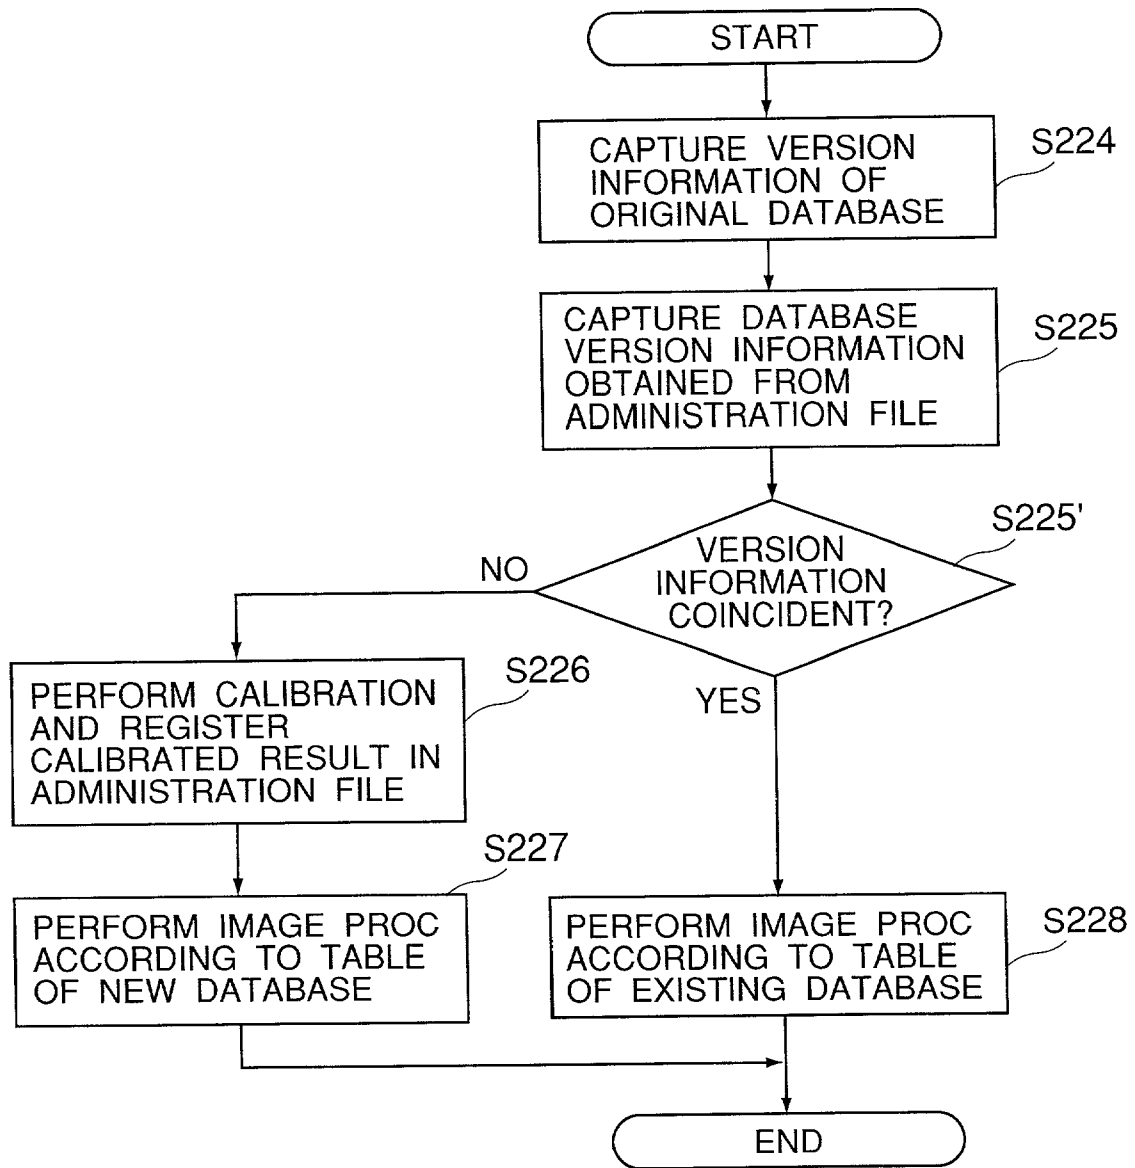 START
CAPTURE VERSION
INFORMATION OF
ORIGINAL DATABASE
S224
CAPTURE DATABASE
VERSION INFORMATION
OBTAINED FROM
ADMINISTRATION FILE
S225
VERSION
INFORMATION
COINCIDENT?
S225'
NO
YES
PERFORM CALIBRATION
AND REGISTER
CALIBRATED RESULT IN
ADMINISTRATION FILE
S226
PERFORM IMAGE PROC
ACCORDING TO TABLE
OF NEW DATABASE
S227
PERFORM IMAGE PROC
ACCORDING TO TABLE
OF EXISTING DATABASE
S228
END